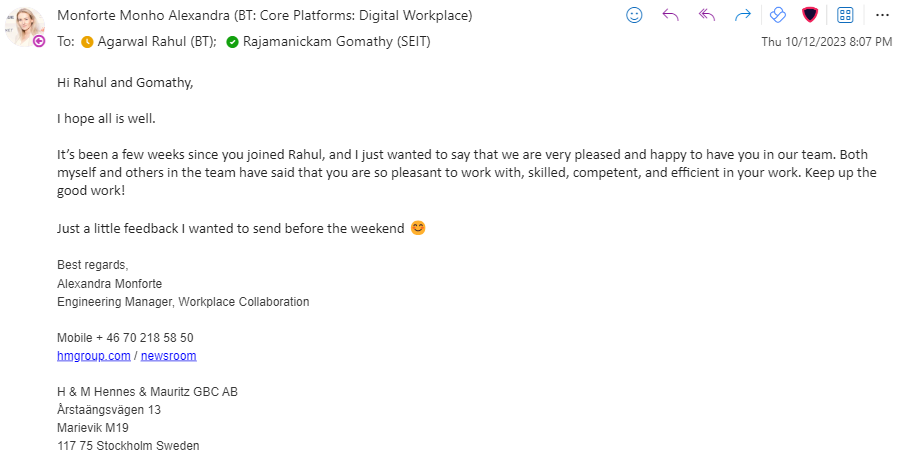 Monforte Monho Alexandra (BT: Core Platforms: Digital Workplace)
To: Agarwal Rahul (BT); Rajamanickam Gomathy (SEIT)
Thu 10/12/2023 8:07 PM
Hi Rahul and Gomathy,
I hope all is well.
It's been a few weeks since you joined Rahul, and I just wanted to say that we are very pleased and happy to have you in our team. Both
myself and others in the team have said that you are so pleasant to work with, skilled, competent, and efficient in your work. Keep up the
good work!
Just a little feedback I wanted to send before the weekend 😊
Best regards,
Alexandra Monforte
Engineering Manager, Workplace Collaboration
Mobile + 46 70 218 58 50
hmgroup.com / newsroom
H & M Hennes & Mauritz GBC AB
Årstaängsvägen 13
Marievik M19
117 75 Stockholm Sweden